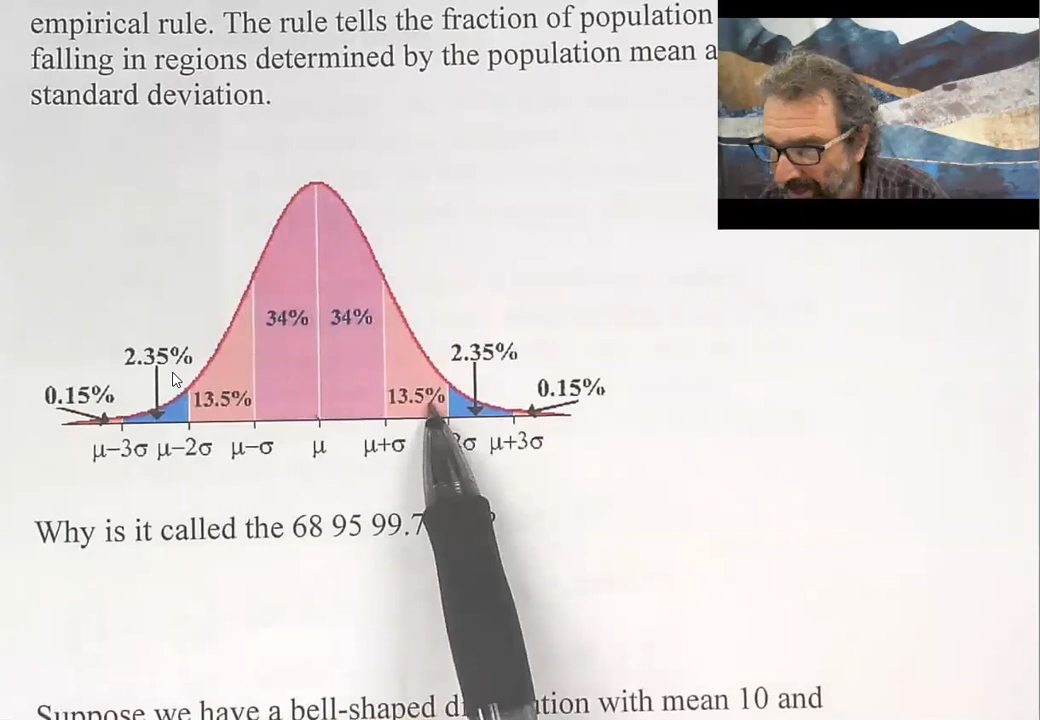 empirical rule. The rule tells the fraction of population
falling in regions determined by the population mean a
standard deviation.
34% 34%
2.35% 2.35%
0.15% 13.5% 13.5% 0.15%
μ−3σ μ−2σ μ−σ μ μ+σ σ μ+3σ
Why is it called the 68 95 99.7
Suppose we have a bell-shaped with mean 10 and